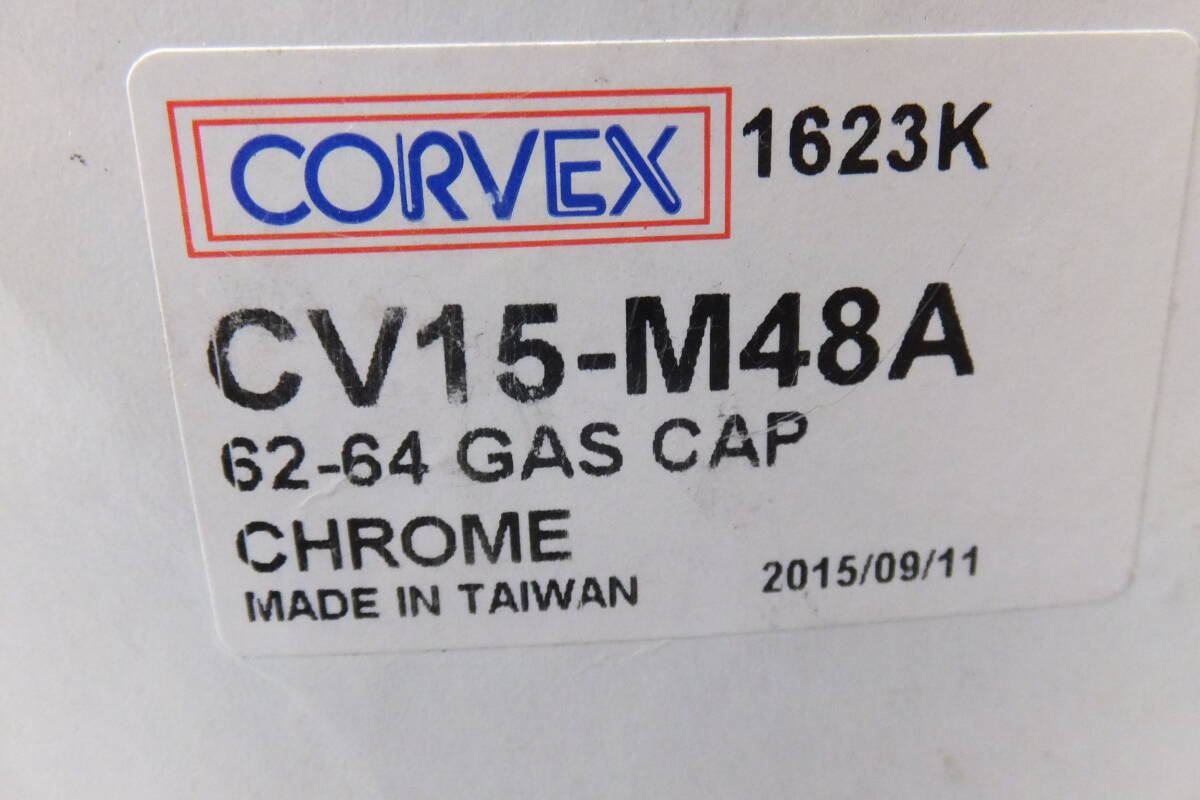 CORVEX 1623K
CV15-M48A
62-64 GAS CAP
CHROME
MADE IN TAIWAN 2015/09/11